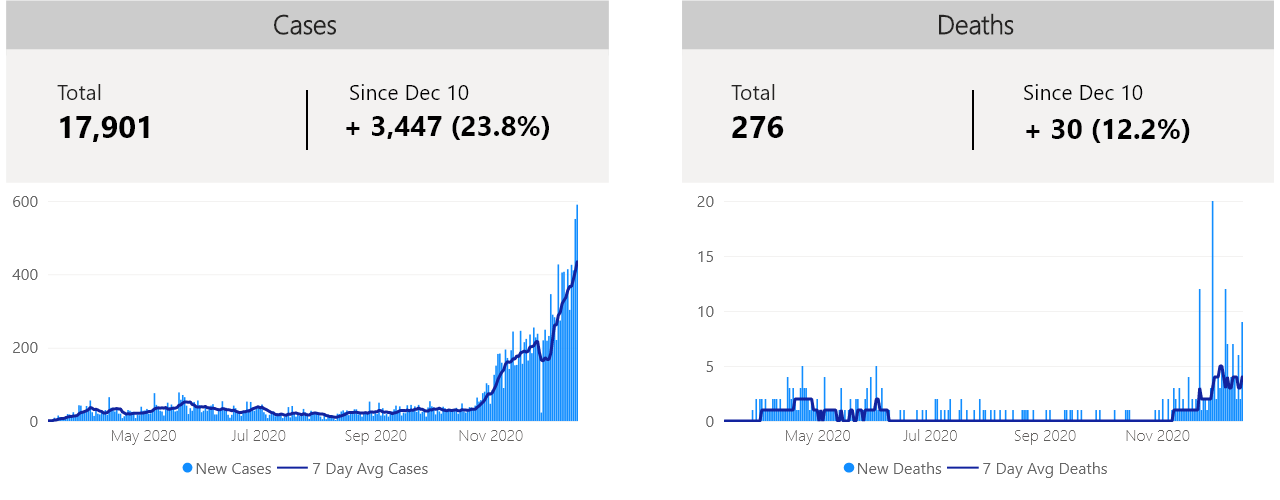 Cases
Total
17,901
Since Dec 10
+ 3,447 (23.8%)
600
400
200
0
May 2020 Jul 2020 Sep 2020 Nov 2020
New Cases 7 Day Avg Cases
Deaths
Total
276
Since Dec 10
+ 30 (12.2%)
20
15
10
5
0
May 2020 Jul 2020 Sep 2020 Nov 2020
New Deaths 7 Day Avg Deaths